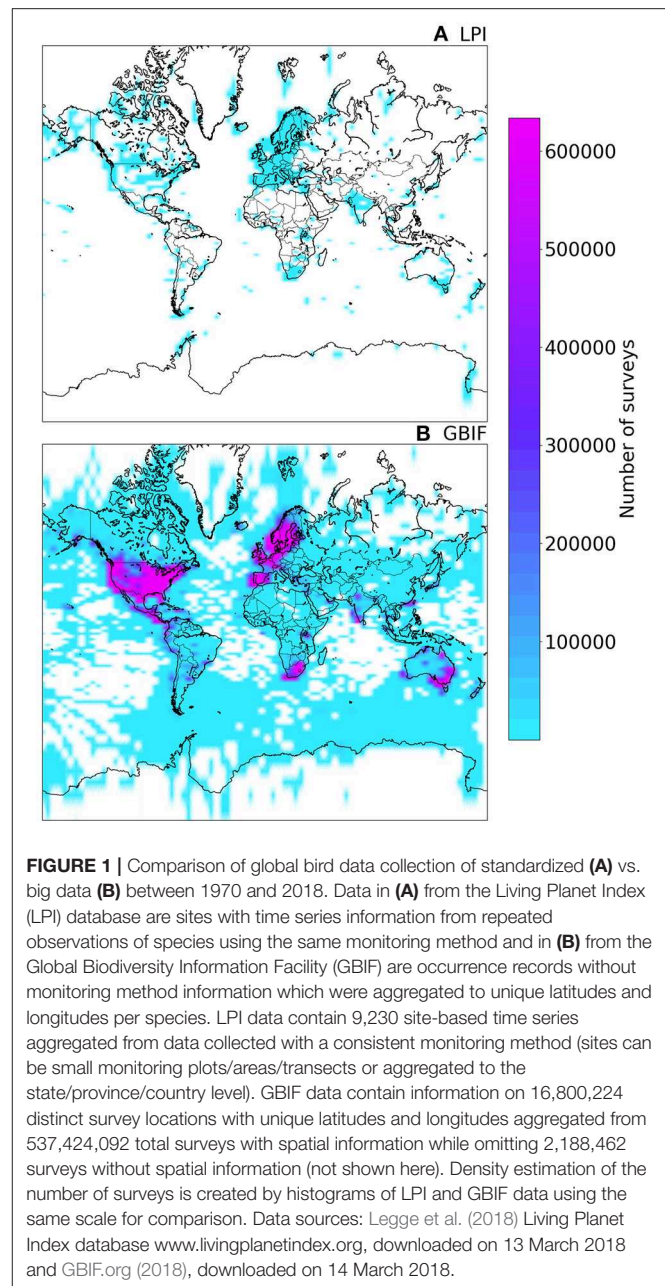 A LPI
B GBIF
600000
500000
400000
300000
200000
100000
Number of surveys
FIGURE 1 | Comparison of global bird data collection of standardized (A) vs.
big data (B) between 1970 and 2018. Data in (A) from the Living Planet Index
(LPI) database are sites with time series information from repeated
observations of species using the same monitoring method and in (B) from the
Global Biodiversity Information Facility (GBIF) are occurrence records without
monitoring method information which were aggregated to unique latitudes and
longitudes per species. LPI data contain 9,230 site-based time series
aggregated from data collected with a consistent monitoring method (sites can
be small monitoring plots/areas/transects or aggregated to the
state/province/country level). GBIF data contain information on 16,800,224
distinct survey locations with unique latitudes and longitudes aggregated from
537,424,092 total surveys with spatial information while omitting 2,188,462
surveys without spatial information (not shown here). Density estimation of the
number of surveys is created by histograms of LPI and GBIF data using the
same scale for comparison. Data sources: Legge et al. (2018) Living Planet
Index database www.livingplanetindex.org, downloaded on 13 March 2018
and GBIF.org (2018), downloaded on 14 March 2018.